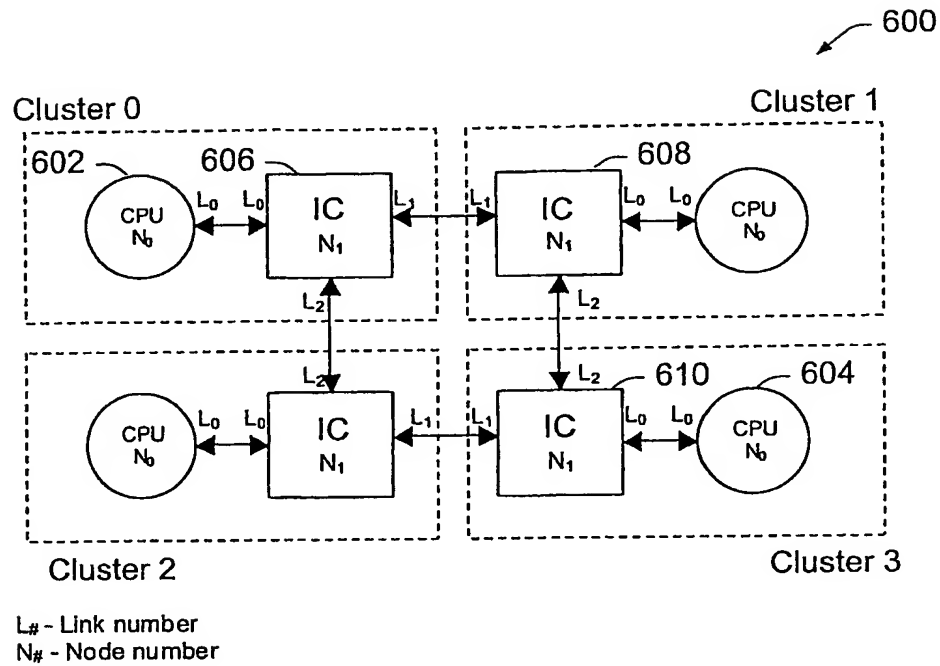 600
Cluster 0
Cluster 1
602
606
608
CPU
N₀
L₀
L₀
IC
N₁
L₁
L₁
IC
N₁
L₀
L₀
CPU
N₀
L₂
L₂
L₂
L₂
610
604
CPU
N₀
L₀
L₀
IC
N₁
L₁
L₁
IC
N₁
L₀
L₀
CPU
N₀
Cluster 2
Cluster 3
L# - Link number
N# - Node number